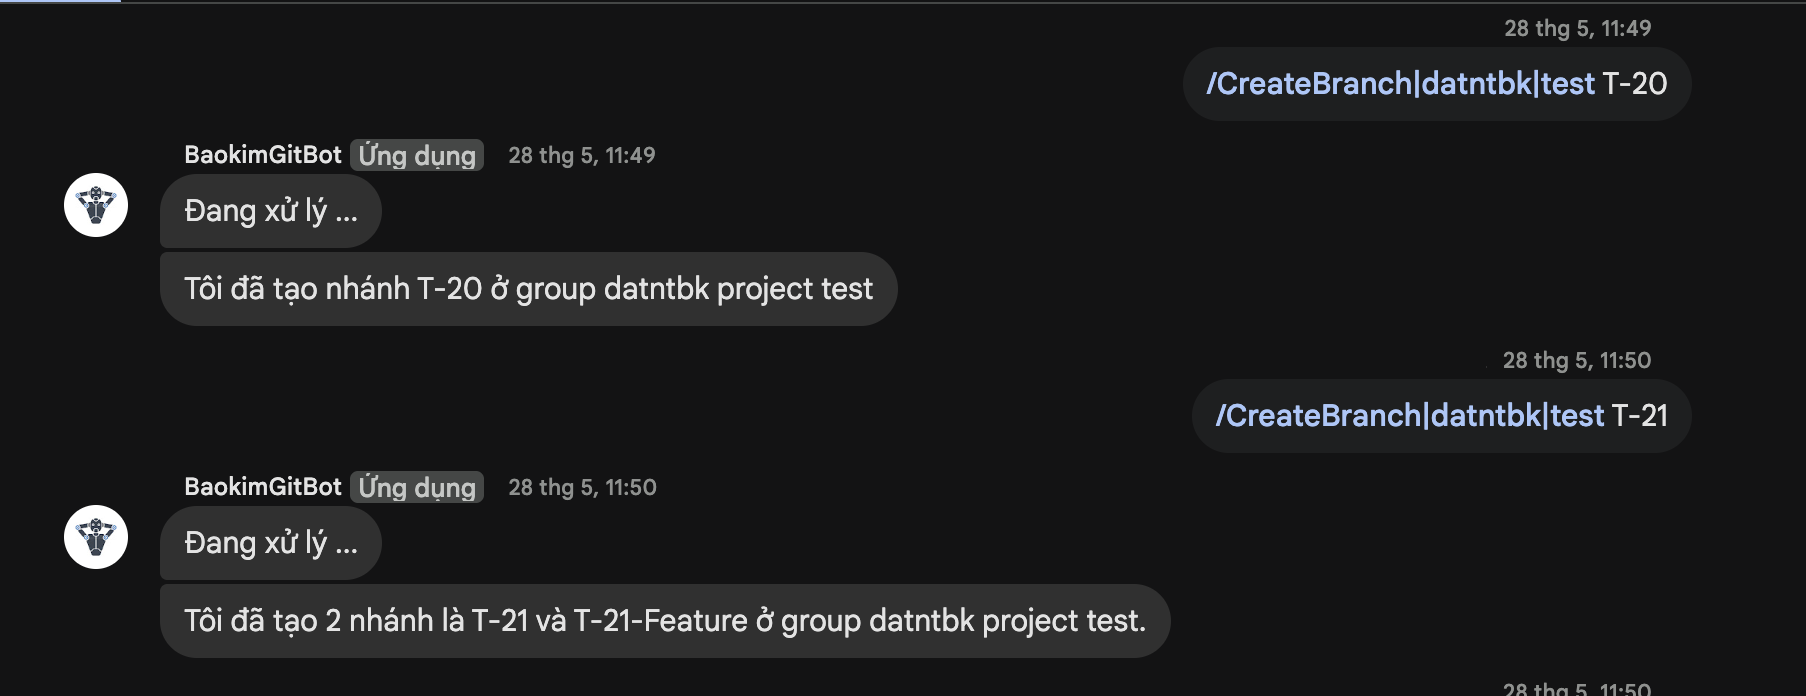 28 thg 5, 11:49
/CreateBranch|datntbk|test T-20
BaokimGitBot Ứng dụng 28 thg 5, 11:49
Đang xử lý ...
Tôi đã tạo nhánh T-20 ở group datntbk project test
28 thg 5, 11:50
/CreateBranch|datntbk|test T-21
BaokimGitBot Ứng dụng 28 thg 5, 11:50
Đang xử lý ...
Tôi đã tạo 2 nhánh là T-21 và T-21-Feature ở group datntbk project test.
28 thg 5, 11:50